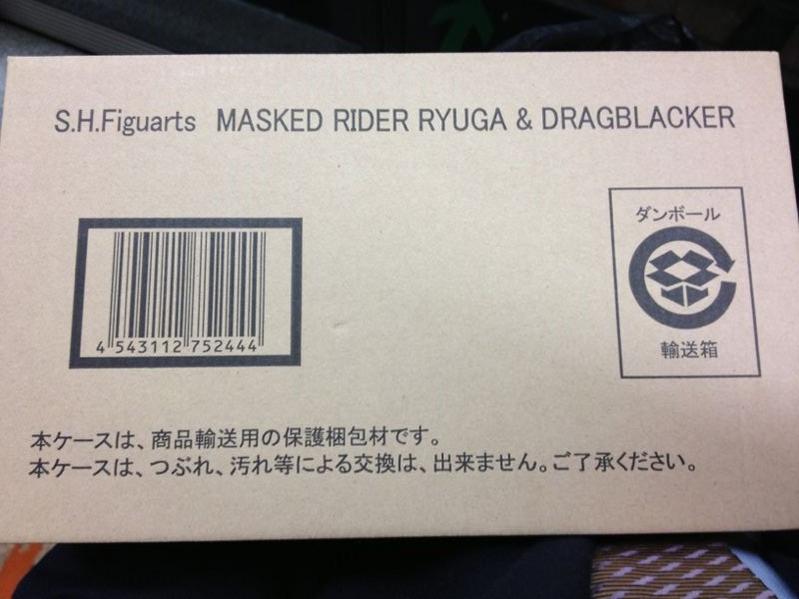 S.H.Figuarts MASKED RIDER RYUGA & DRAGBLACKER
ダンボール
輸送箱
4 543112 752444
本ケースは、商品輸送用の保護梱包材です。
本ケースは、つぶれ、汚れ等による交換は、出来ません。ご了承ください。